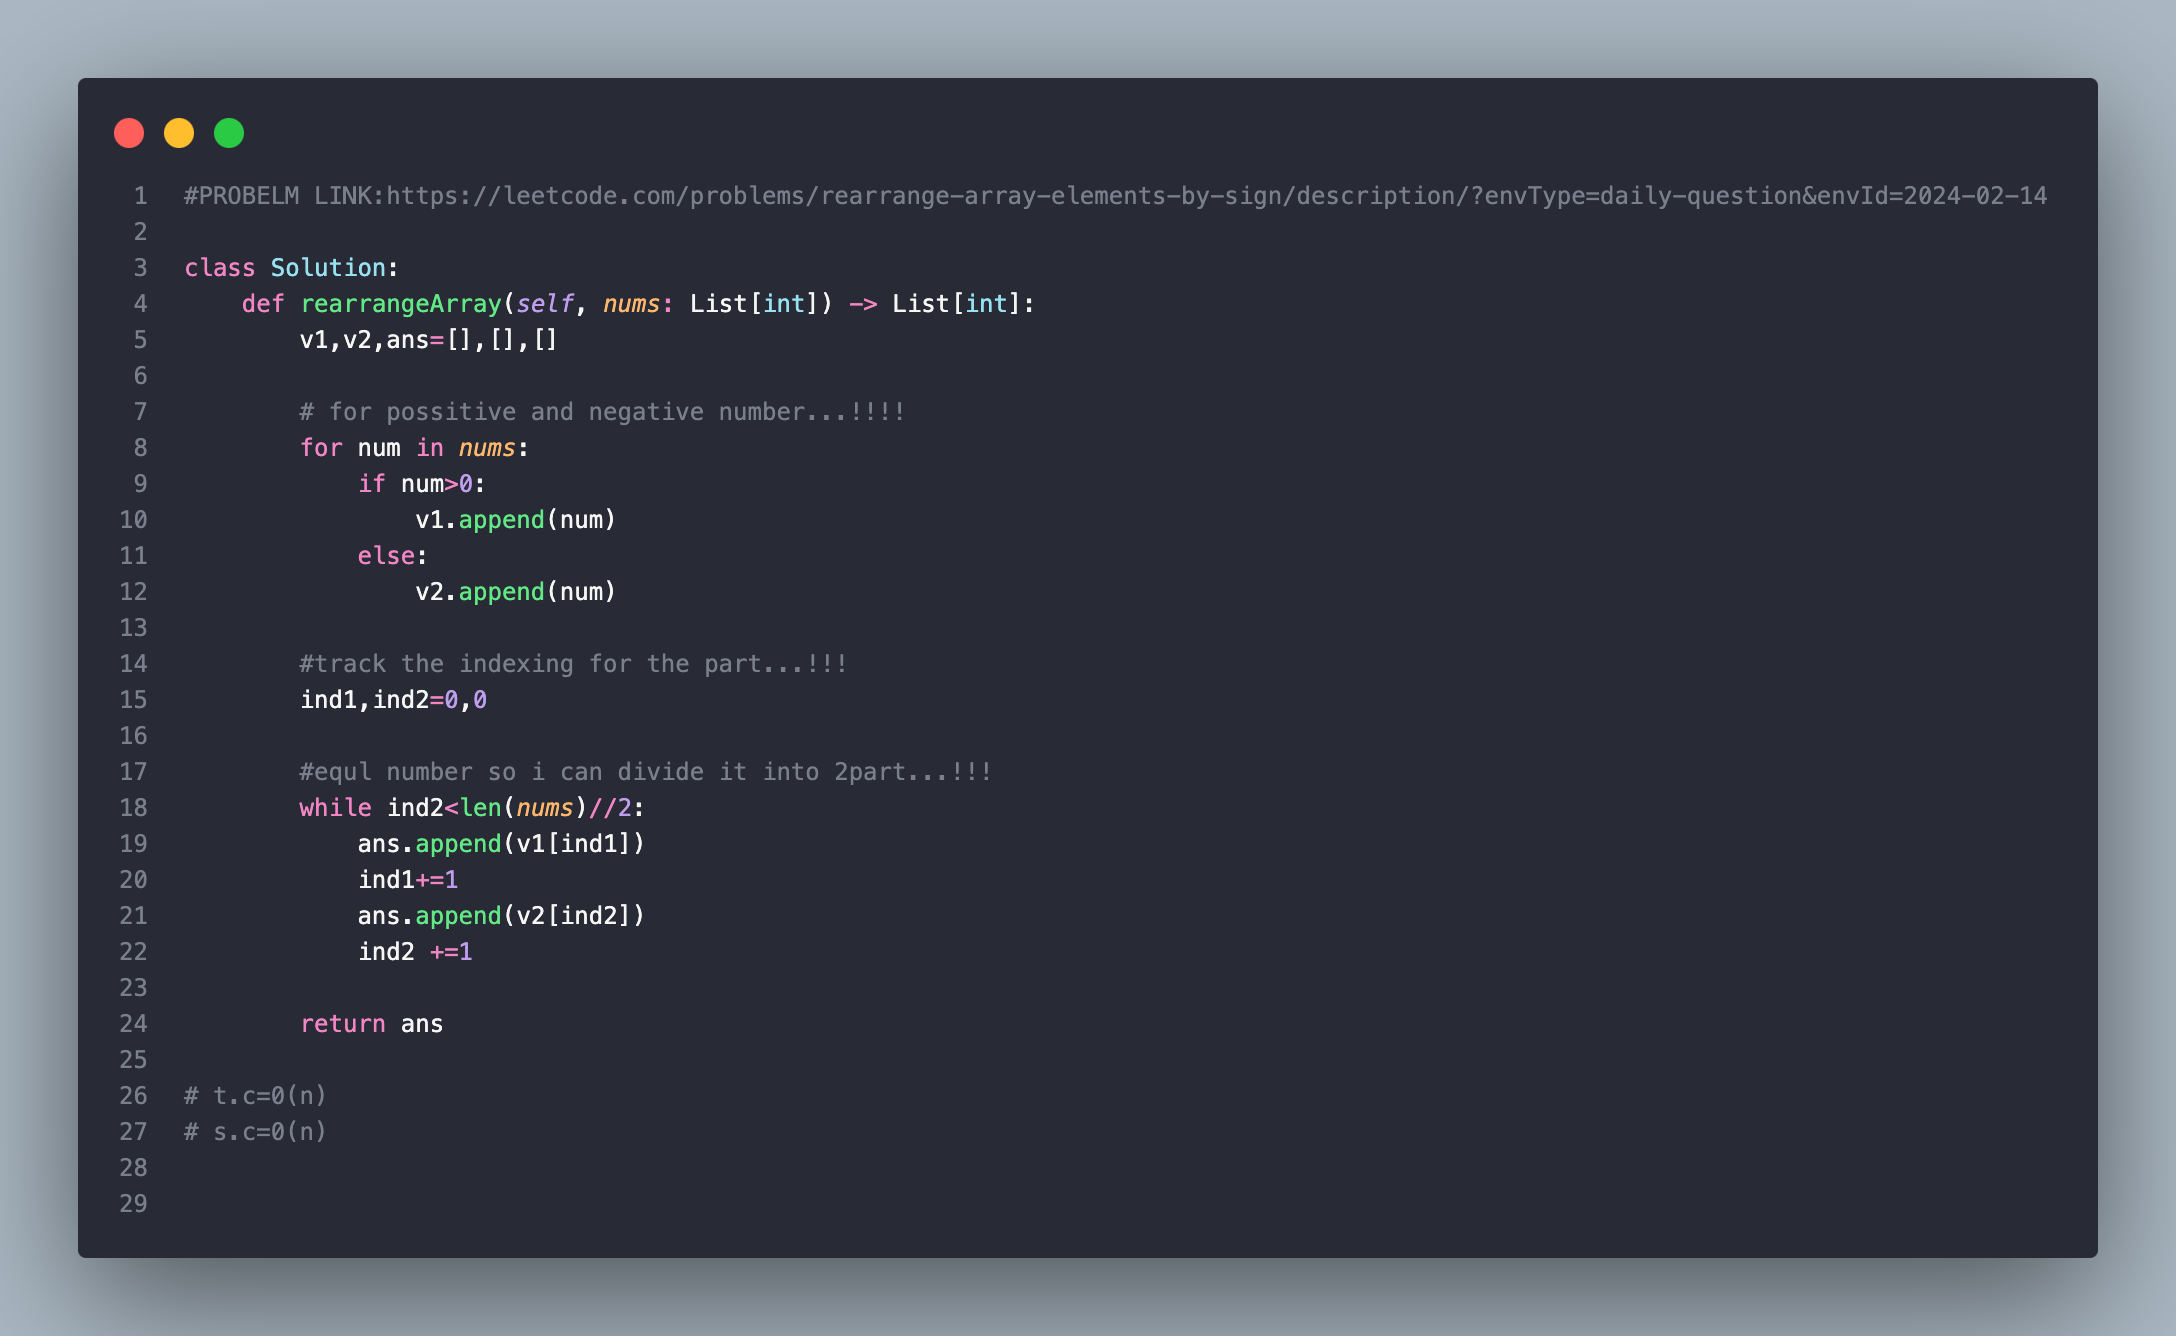 1 #PROBELM LINK:https://leetcode.com/problems/rearrange-array-elements-by-sign/description/?envType=daily-question&envId=2024-02-14
2
3 class Solution:
4     def rearrangeArray(self, nums: List[int]) -> List[int]:
5         v1,v2,ans=[],[],[]
6
7         # for possitive and negative number...!!!!
8         for num in nums:
9             if num>0:
10                 v1.append(num)
11             else:
12                 v2.append(num)
13
14         #track the indexing for the part...!!!
15         ind1,ind2=0,0
16
17         #equl number so i can divide it into 2part...!!!
18         while ind2<len(nums)//2:
19             ans.append(v1[ind1])
20             ind1+=1
21             ans.append(v2[ind2])
22             ind2 +=1
23
24         return ans
25
26 # t.c=0(n)
27 # s.c=0(n)
28
29